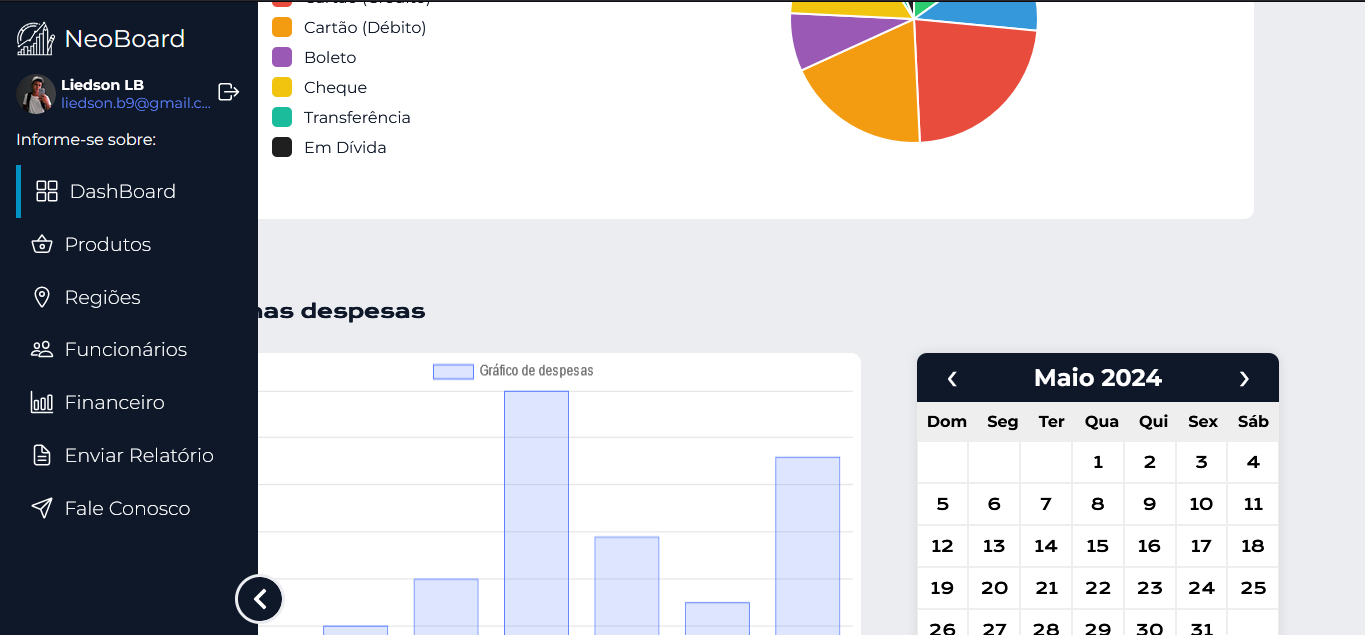 NeoBoard
Liedson LB
liedson.b9@gmail.c...
Informe-se sobre:
DashBoard
Produtos
Regiões
Funcionários
Financeiro
Enviar Relatório
Fale Conosco
Cartão (Crédito)
Cartão (Débito)
Boleto
Cheque
Transferência
Em Dívida
despesas
Gráfico de despesas
Maio 2024
Dom Seg Ter Qua Qui Sex Sáb
1 2 3 4
5 6 7 8 9 10 11
12 13 14 15 16 17 18
19 20 21 22 23 24 25
26 27 28 29 30 31